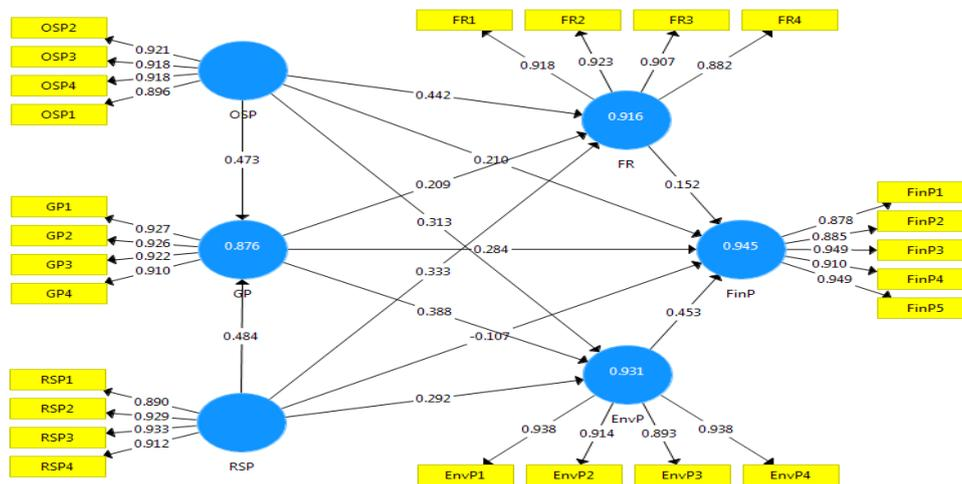 FR1 FR2 FR3 FR4
OSP2
OSP3
OSP4
OSP1
0.921
0.918
0.918
0.896
OSP
0.918 0.923 0.907 0.882
0.916
FR
0.442
0.473
0.210
0.209
0.152
0.313
GP1
GP2
GP3
GP4
0.927
0.926
0.922
0.910
0.876
GP
0.284
0.945
FinP
0.878
0.885
0.949
0.910
0.949
FinP1
FinP2
FinP3
FinP4
FinP5
0.333
0.388
-0.107
0.453
0.484
RSP1
RSP2
RSP3
RSP4
0.890
0.929
0.933
0.912
RSP
0.292
0.931
EnvP
0.938 0.914 0.893 0.938
EnvP1 EnvP2 EnvP3 EnvP4